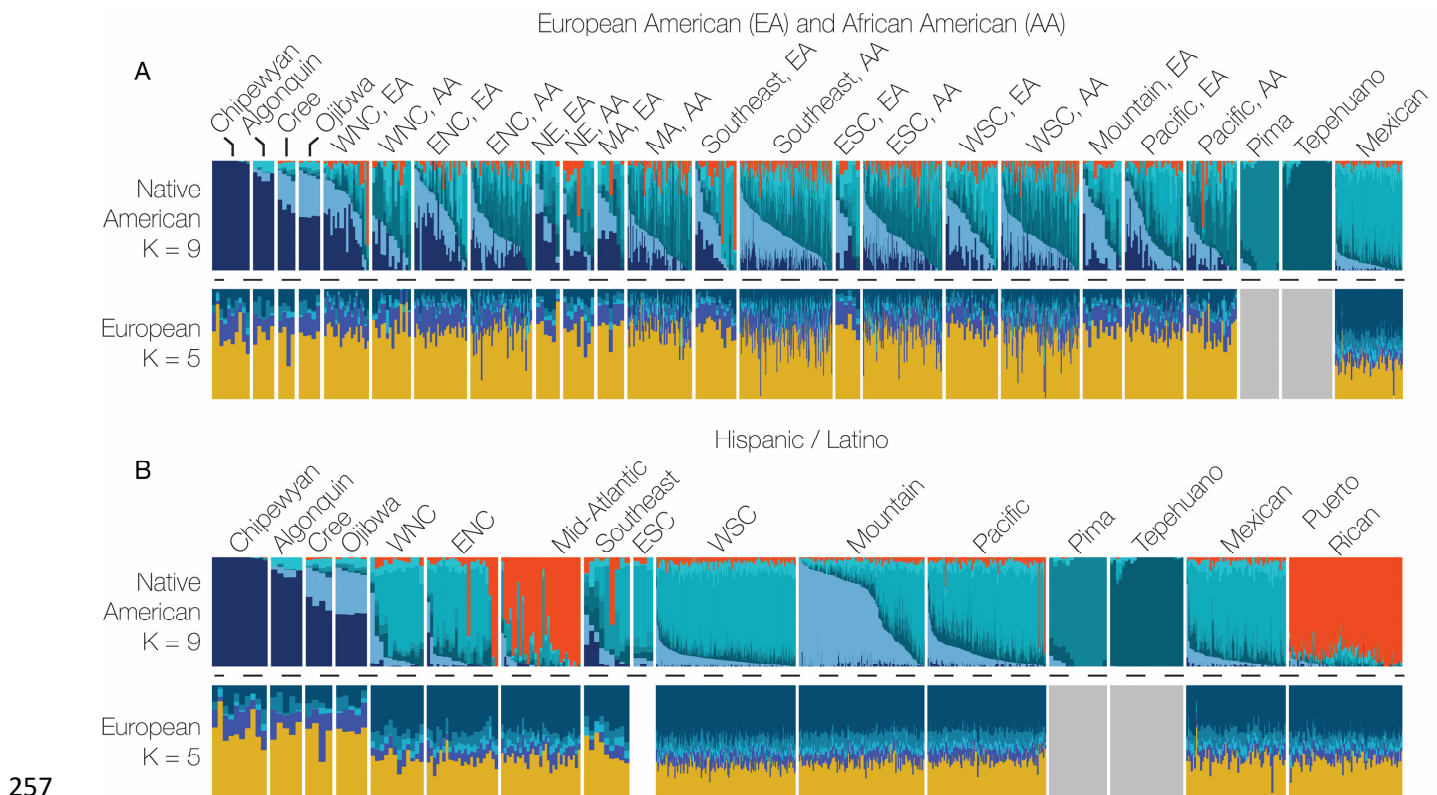 European American (EA) and African American (AA)
A
Chipewyan
Algonquin
Cree
Ojibwa
WNC, EA
WNC, AA
ENC, EA
ENC, AA
NE, EA
NE, AA
MA, EA
MA, AA
Southeast, EA
Southeast, AA
ESC, EA
ESC, AA
WSC, EA
WSC, AA
Mountain, EA
Pacific, EA
Pacific, AA
Pima
Tepehuano
Mexican
Native
American
K = 9
European
K = 5
Hispanic / Latino
B
Chipewyan
Algonquin
Cree
Ojibwa
WNC
ENC
Mid-Atlantic
Southeast
ESC
WSC
Mountain
Pacific
Pima
Tepehuano
Mexican
Puerto
Rican
Native
American
K = 9
European
K = 5
257